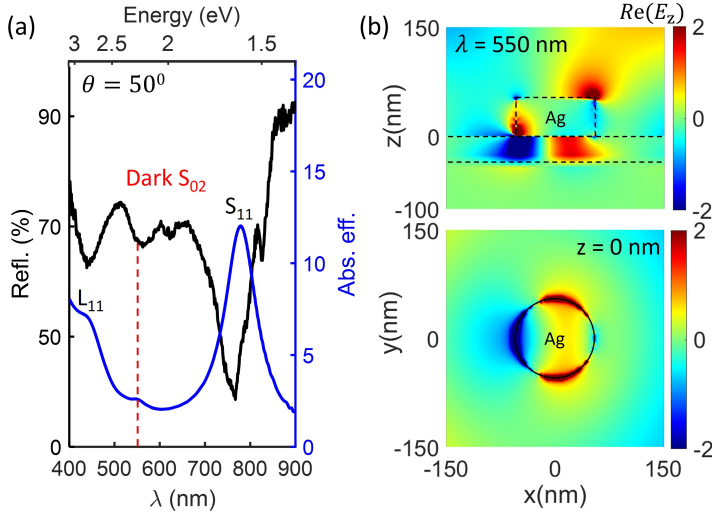 (a)
Energy (eV)
3 2.5 2 1.5
θ = 50⁰
Refl. (%)
90
70
50
0
Dark S₀₂
S₁₁
L₁₁
20
15
10
5
0
Abs. eff.
400 500 600 700 800 900
λ (nm)
(b)
Re(E_z)
λ = 550 nm
z(nm)
150
0
-100
Ag
2
0
-2
z = 0 nm
y(nm)
150
0
-150
Ag
2
0
-2
-150 0 150
x(nm)